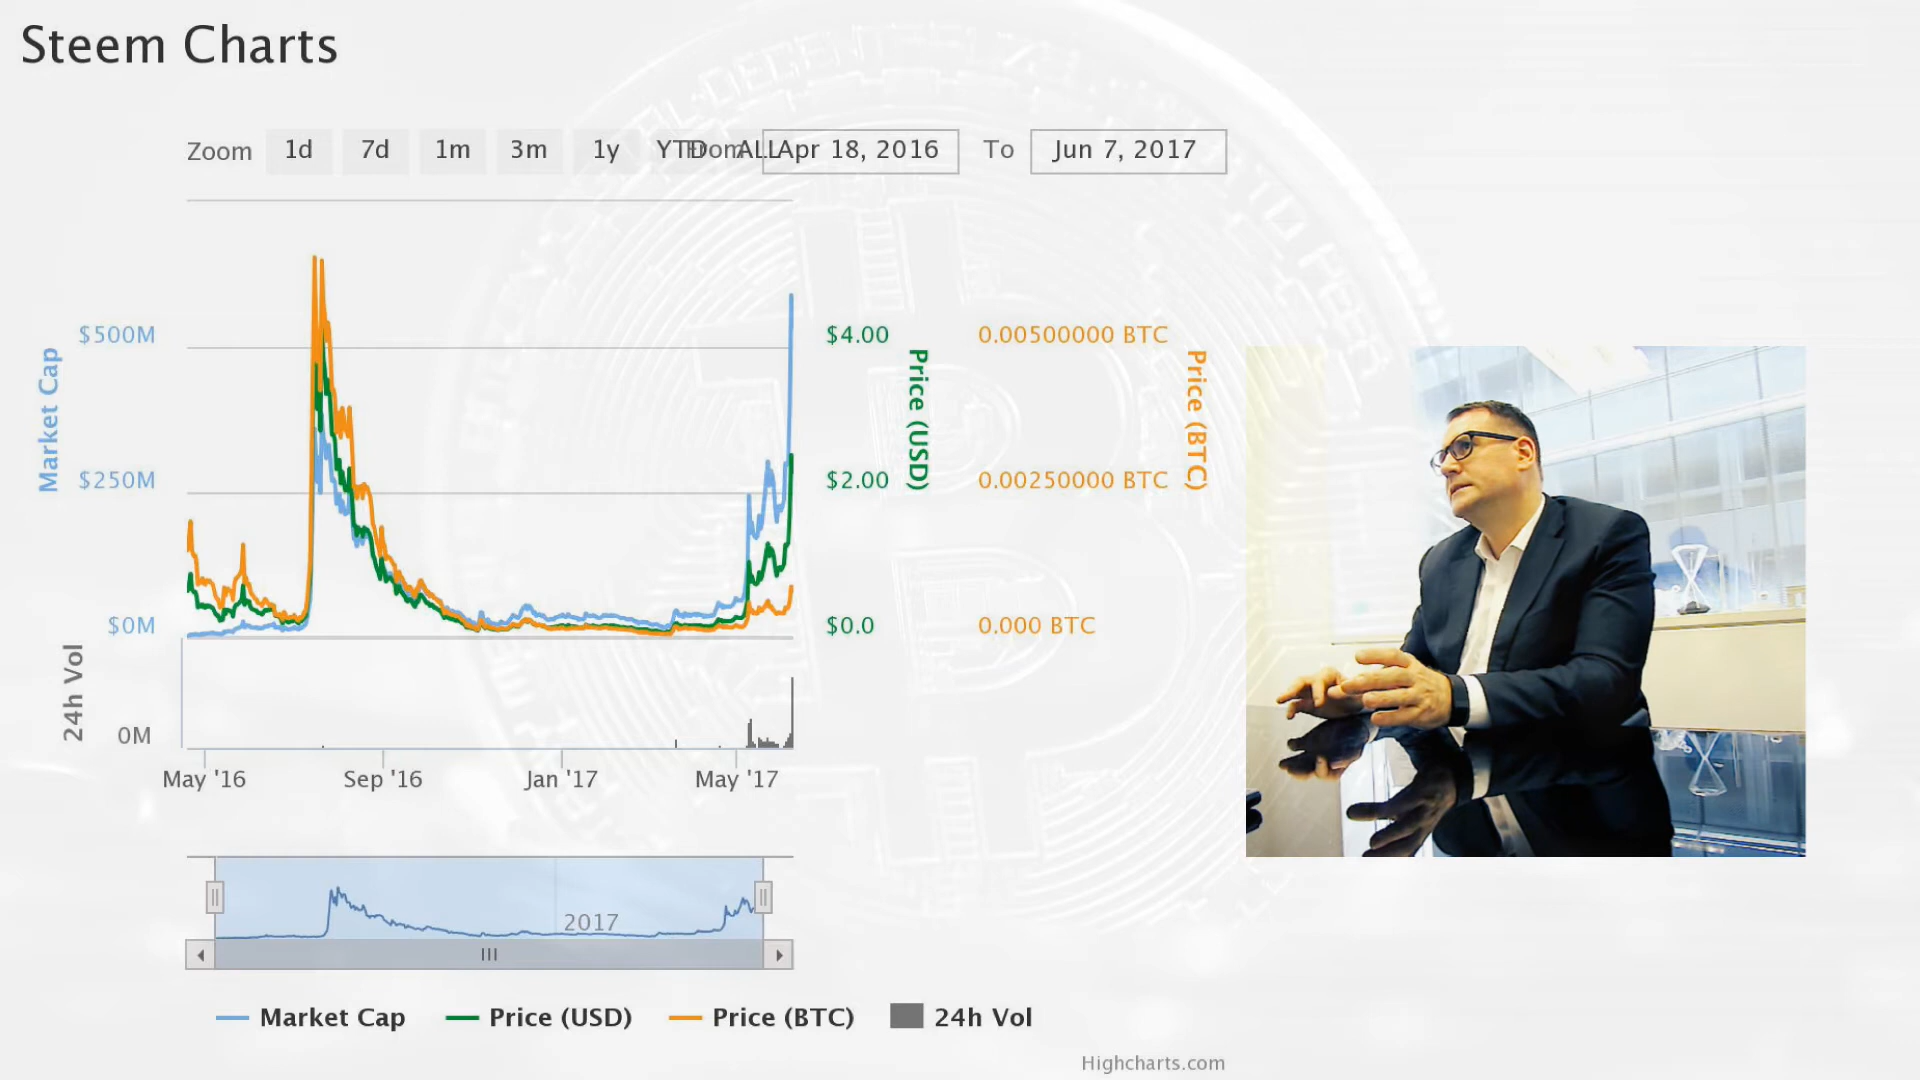 Steem Charts
Zoom 1d 7d 1m 3m 1y YTD From ALL Apr 18, 2016 To Jun 7, 2017
Market Cap
$500M
$250M
$0M
$4.00
$2.00
$0.0
Price (USD)
0.00500000 BTC
0.00250000 BTC
0.000 BTC
Price (BTC)
24h Vol
0M
May '16 Sep '16 Jan '17 May '17
2017
Market Cap Price (USD) Price (BTC) 24h Vol
Highcharts.com